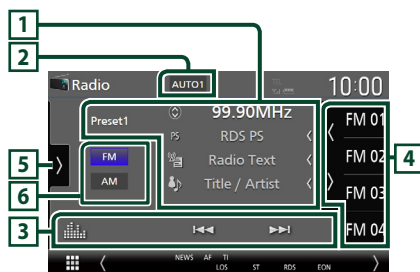 1
2
Radio AUTO1 TEL 10:00
Preset1 99.90MHz FM 01
PS RDS PS
5 FM Radio Text FM 02 4
6 AM Title / Artist FM 03
3 FM 04
NEWS AF TI
LOS ST RDS EON